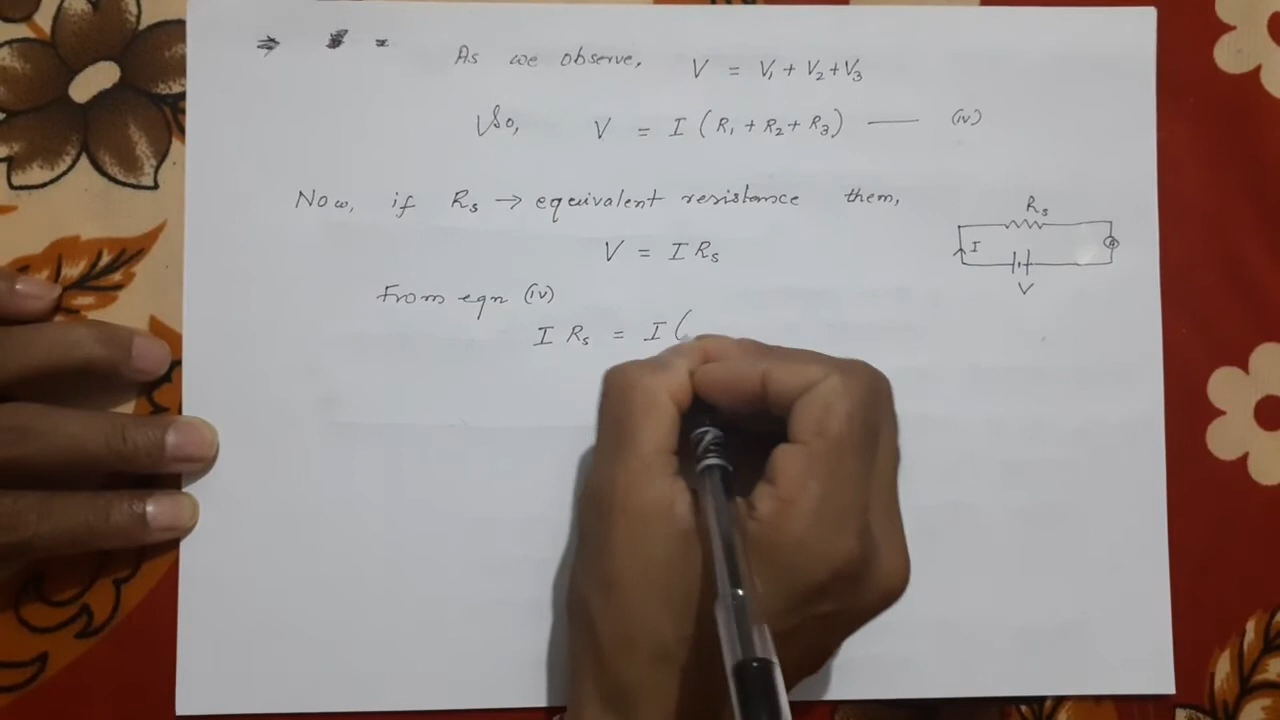 As we observe, V = V₁ + V₂ + V₃
So, V = I (R₁ + R₂ + R₃) —— (iv)
Now, if Rs → equivalent resistance them,
V = I Rs
From eqn (iv)
I Rs = I (
Rs
I
A
V